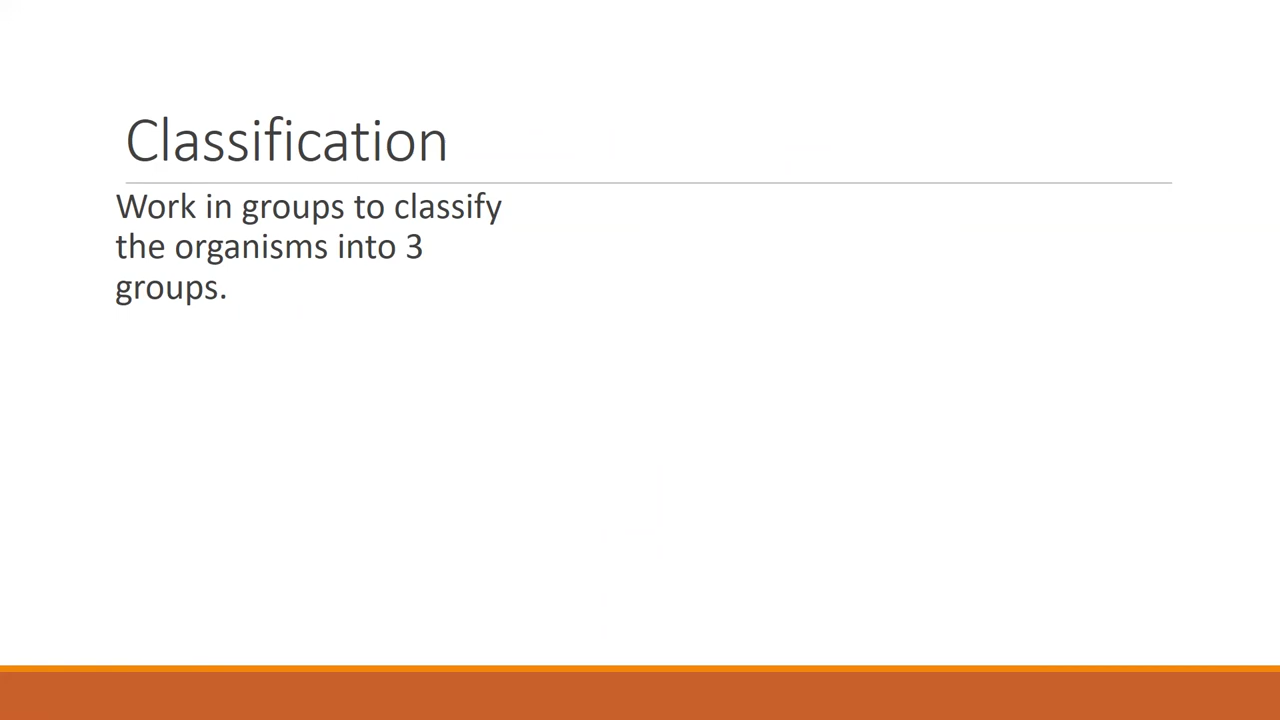 Classification
Work in groups to classify
the organisms into 3
groups.